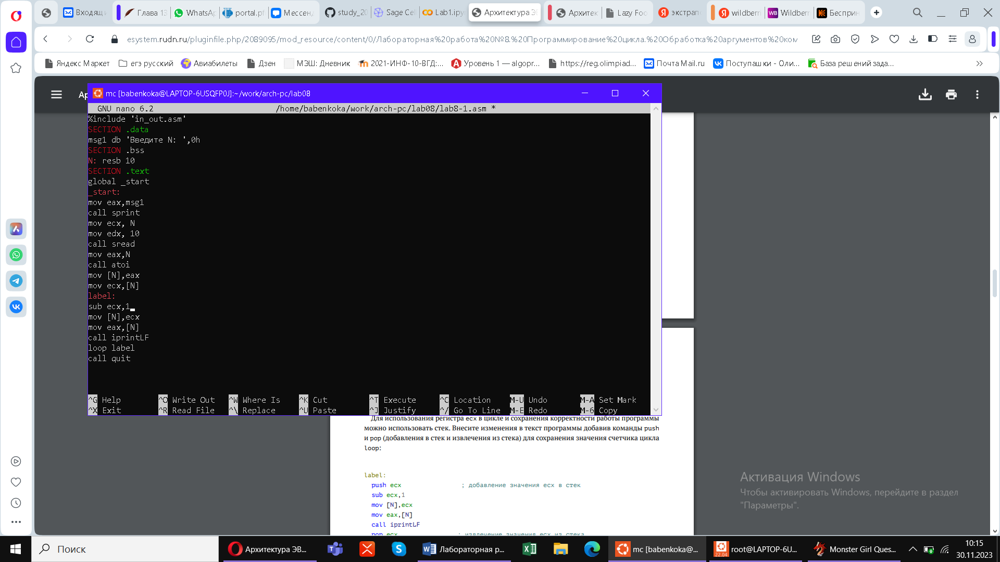 Входящи
Глава 13
WhatsAp
portal.pf
Мессен
study_20
Sage Cel
Lab1.ipy
Архитектура Э
Архитек
Lazy Foo
экстрап
wildberri
Wildberr
Бесприн
esystem.rudn.ru/pluginfile.php/2089095/mod_resource/content/0/Лабораторная%20работа%20№8.%20Программирование%20цикла.%20Обработка%20аргументов%20ком
Яндекс Маркет
егэ русский
Авиабилеты
Дзен
МЭШ: Дневник
2021-ИНФ-10-ВГД:...
Уровень 1 — algopr...
https://reg.olimpiad...
Почта Mail.ru
Поступашки - Оли...
База решений зада...
Ар
mc [babenkoka@LAPTOP-6USQFP0J]:~/work/arch-pc/lab08
GNU nano 6.2 /home/babenkoka/work/arch-pc/lab08/lab8-1.asm *
%include 'in_out.asm'
SECTION .data
msg1 db 'Введите N: ',0h
SECTION .bss
N: resb 10
SECTION .text
global _start
_start:
mov eax,msg1
call sprint
mov ecx, N
mov edx, 10
call sread
mov eax,N
call atoi
mov [N],eax
mov ecx,[N]
label:
sub ecx,1
mov [N],ecx
mov eax,[N]
call iprintLF
loop label
call quit
^G Help ^O Write Out ^W Where Is ^K Cut ^T Execute ^C Location M-U Undo M-A Set Mark
^X Exit ^R Read File ^\ Replace ^U Paste ^J Justify ^/ Go To Line M-E Redo M-6 Copy
Для использования регистра ecx в цикле и сохранения корректности работы программы
можно использовать стек. Внесите изменения в текст программы добавив команды push
и pop (добавления в стек и извлечения из стека) для сохранения значения счетчика цикла
loop:
label:
push ecx ; добавление значения ecx в стек
sub ecx,1
mov [N],ecx
mov eax,[N]
call iprintLF
pop ecx ; извлечение значения ecx из стека
Активация Windows
Чтобы активировать Windows, перейдите в раздел
"Параметры".
Поиск
Архитектура ЭВ...
Лабораторная р...
mc [babenkoka@...
root@LAPTOP-6U...
Monster Girl Ques...
10:15
30.11.2023